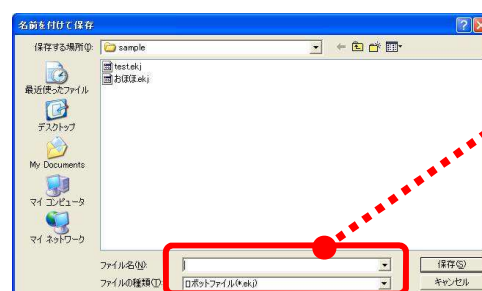 名前を付けて保存
保存する場所(I): sample
test.ekj
おぼぼ.ekj
最近使ったファイル
デスクトップ
My Documents
マイ コンピュータ
マイ ネットワーク
ファイル名(N): 保存(S)
ファイルの種類(T): ロボットファイル(*.ekj) キャンセル